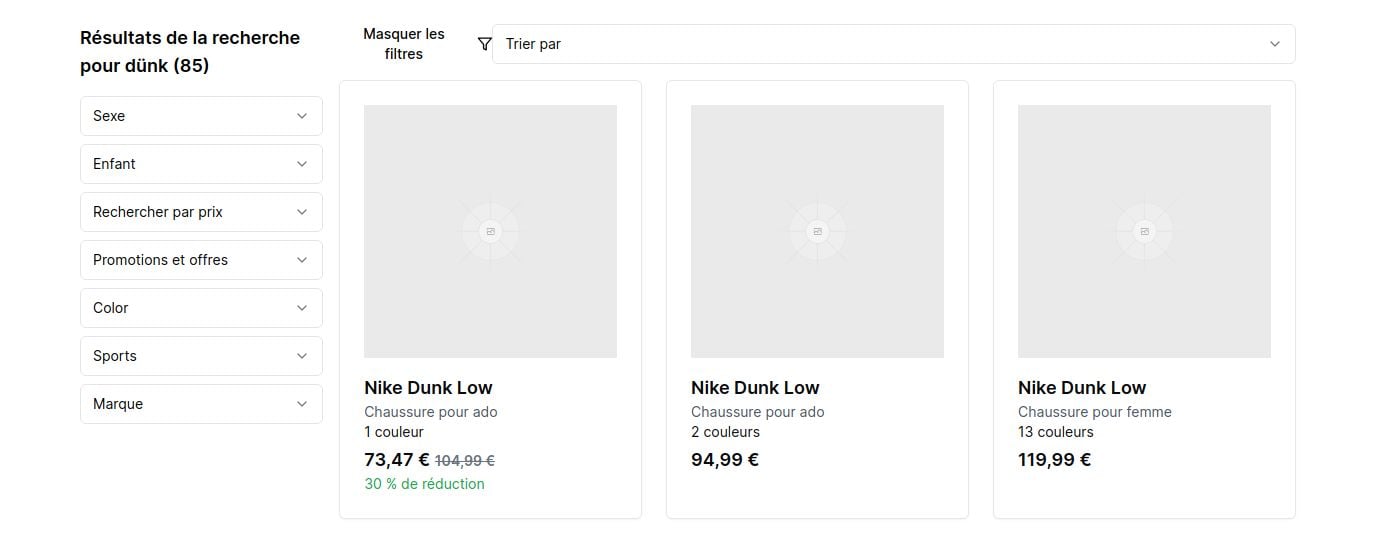 Résultats de la recherche
pour dünk (85)
Sexe
Enfant
Rechercher par prix
Promotions et offres
Color
Sports
Marque
Masquer les
filtres
Trier par
Nike Dunk Low
Chaussure pour ado
1 couleur
73,47 € 104,99 €
30 % de réduction
Nike Dunk Low
Chaussure pour ado
2 couleurs
94,99 €
Nike Dunk Low
Chaussure pour femme
13 couleurs
119,99 €